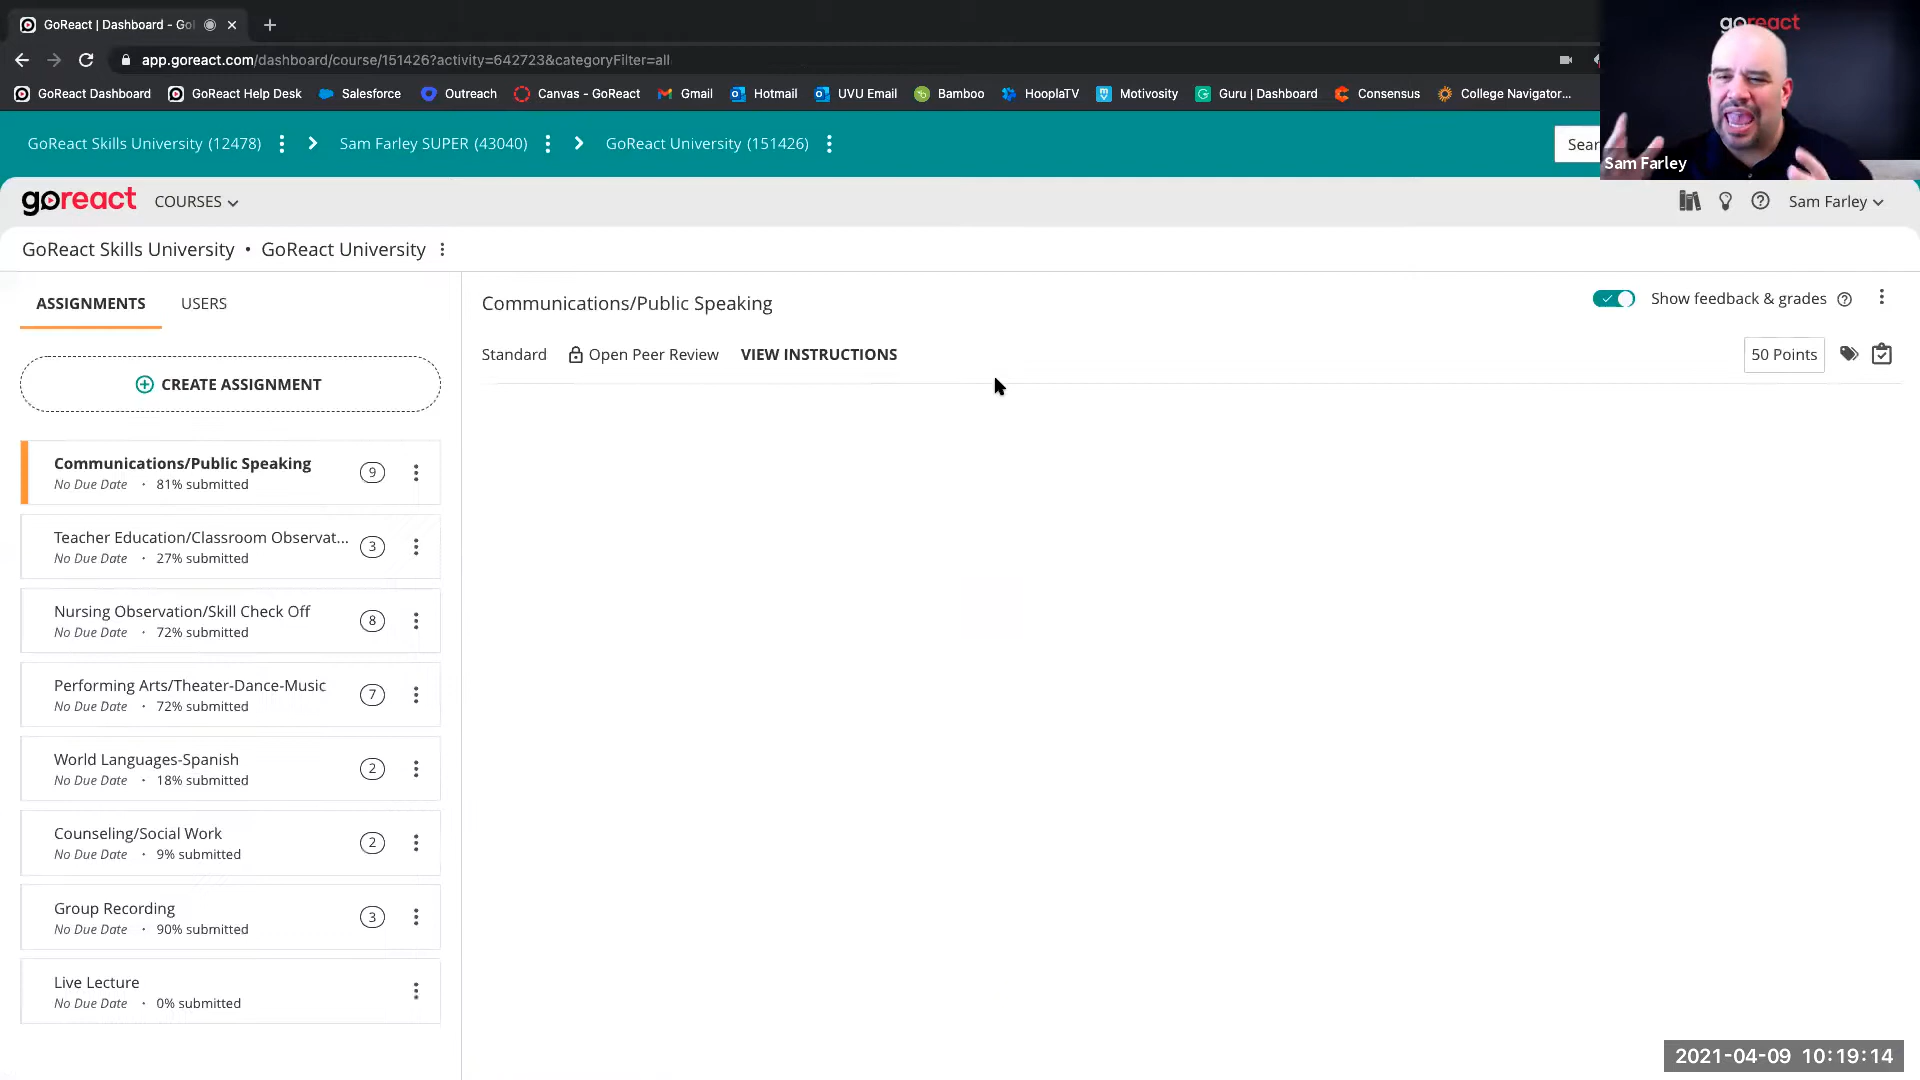 GoReact | Dashboard - Go
app.goreact.com/dashboard/course/151426?activity=642723&categoryFilter=all
GoReact Dashboard GoReact Help Desk Salesforce Outreach Canvas - GoReact Gmail Hotmail UVU Email Bamboo HooplaTV Motivosity Guru | Dashboard Consensus College Navigator...
goreact
Sam Farley
GoReact Skills University (12478) Sam Farley SUPER (43040) GoReact University (151426) Sear
goreact COURSES Sam Farley
GoReact Skills University • GoReact University
ASSIGNMENTS USERS
CREATE ASSIGNMENT
Communications/Public Speaking 9
No Due Date · 81% submitted
Teacher Education/Classroom Observat... 3
No Due Date · 27% submitted
Nursing Observation/Skill Check Off 8
No Due Date · 72% submitted
Performing Arts/Theater-Dance-Music 7
No Due Date · 72% submitted
World Languages-Spanish 2
No Due Date · 18% submitted
Counseling/Social Work 2
No Due Date · 9% submitted
Group Recording 3
No Due Date · 90% submitted
Live Lecture
No Due Date · 0% submitted
Communications/Public Speaking Show feedback & grades
Standard Open Peer Review VIEW INSTRUCTIONS 50 Points
2021-04-09 10:19:14